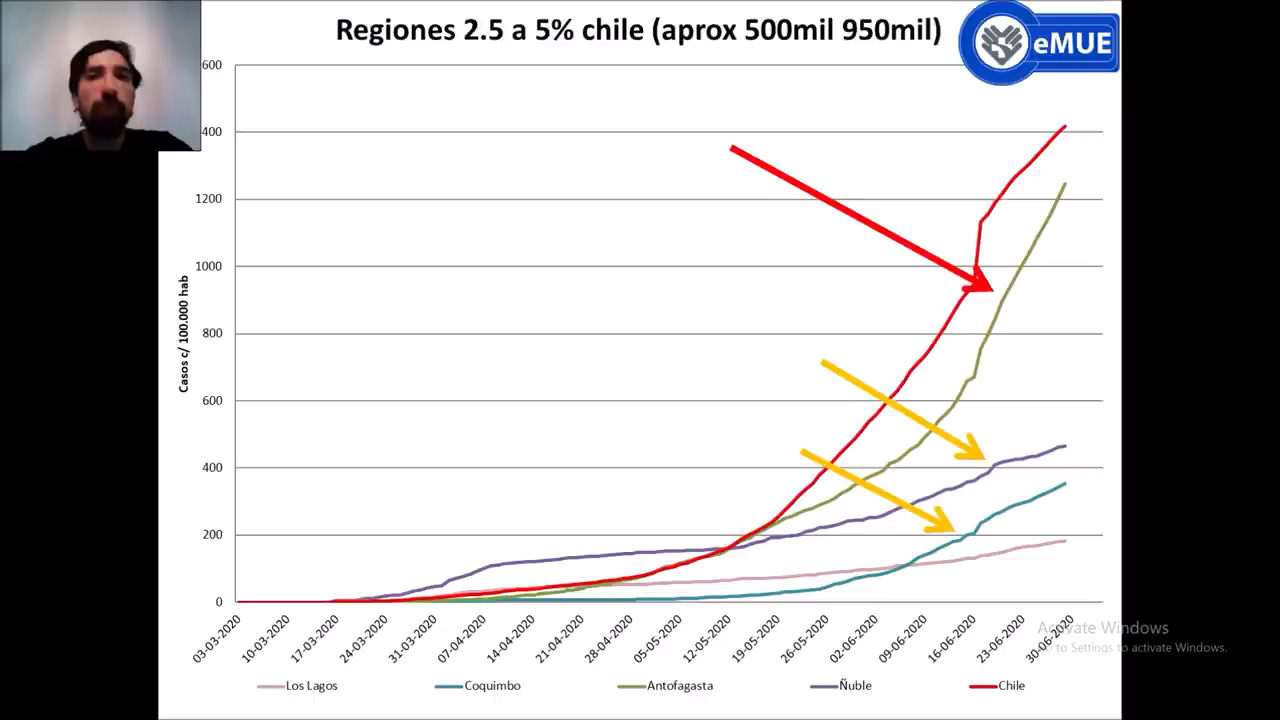 Regiones 2.5 a 5% chile (aprox 500mil 950mil)
eMUE
600
400
1200
1000
800
600
400
200
0
Casos c/ 100.000 hab
03-03-2020
10-03-2020
17-03-2020
24-03-2020
31-03-2020
07-04-2020
14-04-2020
21-04-2020
28-04-2020
5-05-2020
12-05-2020
19-05-2020
26-05-2020
02-06-2020
09-06-2020
16-06-2020
23-06-2020
30-06-2020
Activate Windows
Go to Settings to activate Windows.
Los Lagos
Coquimbo
Antofagasta
Ñuble
Chile